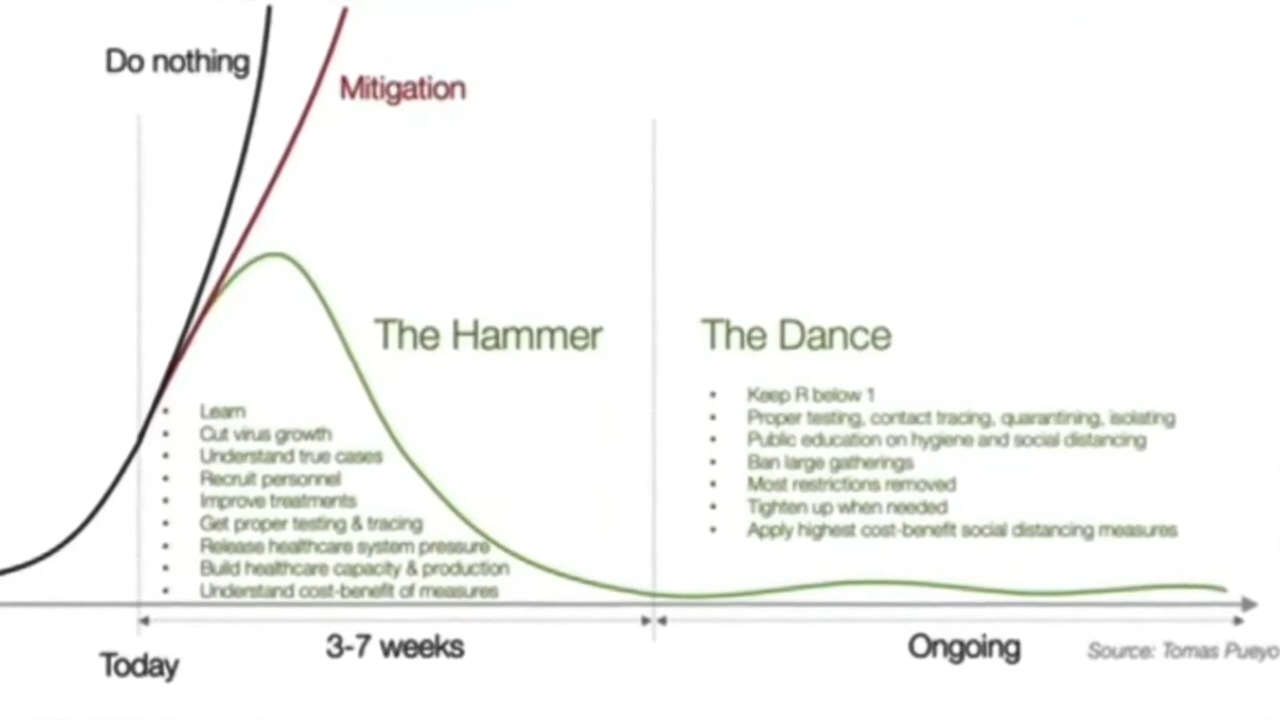 Do nothing
Mitigation
The Hammer
• Learn
• Cut virus growth
• Understand true cases
• Recruit personnel
• Improve treatments
• Get proper testing & tracing
• Release healthcare system pressure
• Build healthcare capacity & production
• Understand cost-benefit of measures
The Dance
• Keep R below 1
• Proper testing, contact tracing, quarantining, isolating
• Public education on hygiene and social distancing
• Ban large gatherings
• Most restrictions removed
• Tighten up when needed
• Apply highest cost-benefit social distancing measures
Today
3-7 weeks
Ongoing
Source: Tomas Pueyo